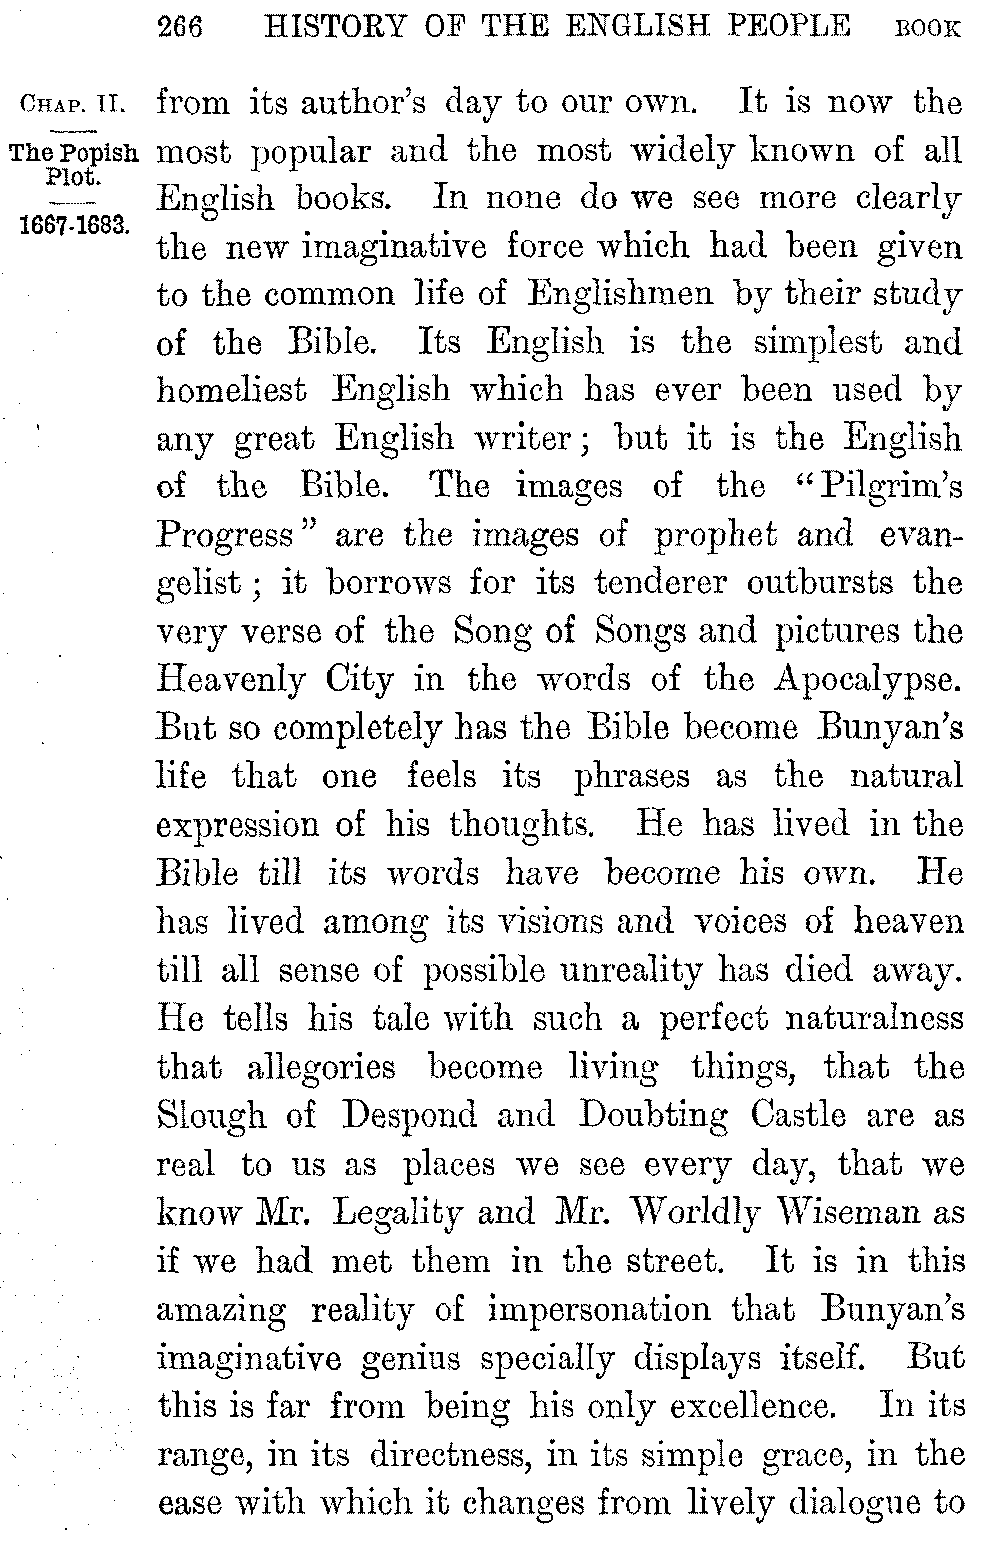 266 HISTORY OF THE ENGLISH PEOPLE BOOK
CHAP. II.
The Popish
Plot.
1667-1683.
from its author's day to our own. It is now the
most popular and the most widely known of all
English books. In none do we see more clearly
the new imaginative force which had been given
to the common life of Englishmen by their study
of the Bible. Its English is the simplest and
homeliest English which has ever been used by
any great English writer; but it is the English
of the Bible. The images of the "Pilgrim's
Progress" are the images of prophet and evan-
gelist; it borrows for its tenderer outbursts the
very verse of the Song of Songs and pictures the
Heavenly City in the words of the Apocalypse.
But so completely has the Bible become Bunyan's
life that one feels its phrases as the natural
expression of his thoughts. He has lived in the
Bible till its words have become his own. He
has lived among its visions and voices of heaven
till all sense of possible unreality has died away.
He tells his tale with such a perfect naturalness
that allegories become living things, that the
Slough of Despond and Doubting Castle are as
real to us as places we see every day, that we
know Mr. Legality and Mr. Worldly Wiseman as
if we had met them in the street. It is in this
amazing reality of impersonation that Bunyan's
imaginative genius specially displays itself. But
this is far from being his only excellence. In its
range, in its directness, in its simple grace, in the
ease with which it changes from lively dialogue to